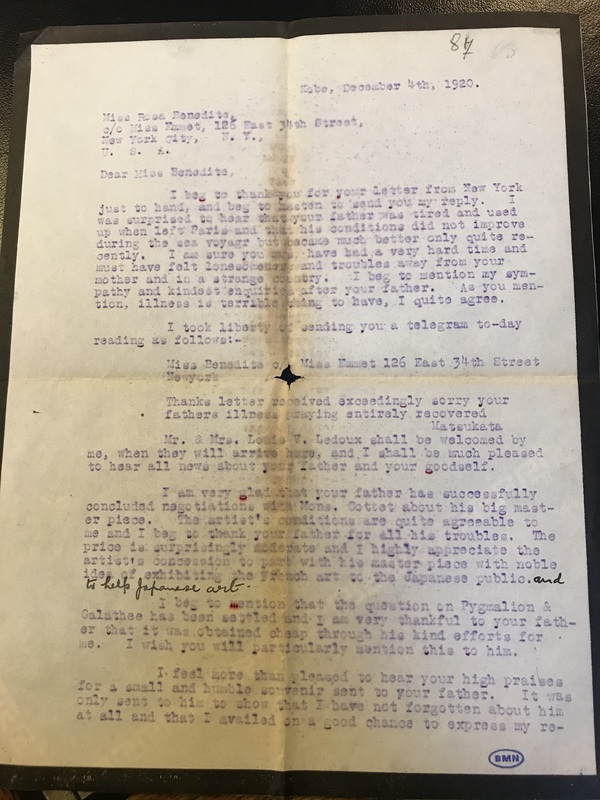 87
Kobe, December 4th, 1920.
Miss Rosa Benedite,
c/o Miss Emmet, 126 East 34th Street,
New York City, N. Y.,
U. S. A.
Dear Miss Benedite,
I beg to thank you for your letter from New York
just to hand, and beg to hasten to send you my reply. I
was surprised to hear that your father was tired and used
up when left Paris and that his conditions did not improve
during the sea voyagr but became much better only quite re-
cently. I am sure you may have had a very hard time and
must have felt lonesomeness and troubles away from your
mother and in a strange country. I beg to mention my sym-
pathy and kindest enquiries after your father. As you men-
tion, illness is terrible thing to have, I quite agree.
I took liberty of sending you a telegram to-day
reading as follows:-
Miss Benedite c/o Miss Emmet 126 East 34th Street
Newyork
Thanks letter received exceedingly sorry your
fathers illness praying entirely recovered
Matsukata
Mr. & Mrs. Louis V. Ledoux shall be welcomed by
me, when they will arrive here, and I shall be much pleased
to hear all news about your father and your goodself.
I am very glad that your father has successfully
concluded negotiations with Mons. Cottet about his big mast-
er piece. The artist's conditions are quite agreeable to
me and I beg to thank your father for all his troubles. The
price is surprisingly moderate and I highly appreciate the
artist's concession to part with his master piece with noble
idea of exhibiting the French art to the Japanese public. and
to help Japanese art.
I beg to mention that the question on Pygmalion &
Galathee has been settled and I am very thankful to your fath-
er that it was obtained cheap through his kind efforts for
me. I wish you will particularly mention this to him.
I feel more than pleased to hear your high praises
for a small and humble souvenir sent to your father. It was
only sent to him to show that I have not forgotten about him
at all and that I availed on a good chance to express my re-
BMN